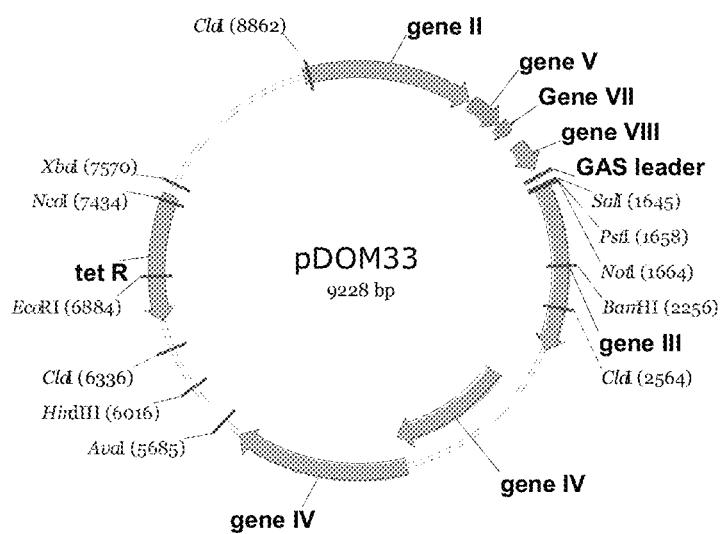 ClaI (8862)
gene II
gene V
Gene VII
gene VIII
GAS leader
SalI (1645)
PstI (1658)
NotI (1664)
BamHI (2256)
gene III
ClaI (2564)
gene IV
gene IV
AvaI (5685)
HindIII (6016)
ClaI (6336)
EcoRI (6884)
tet R
NcoI (7434)
XbaI (7570)
pDOM33
9228 bp